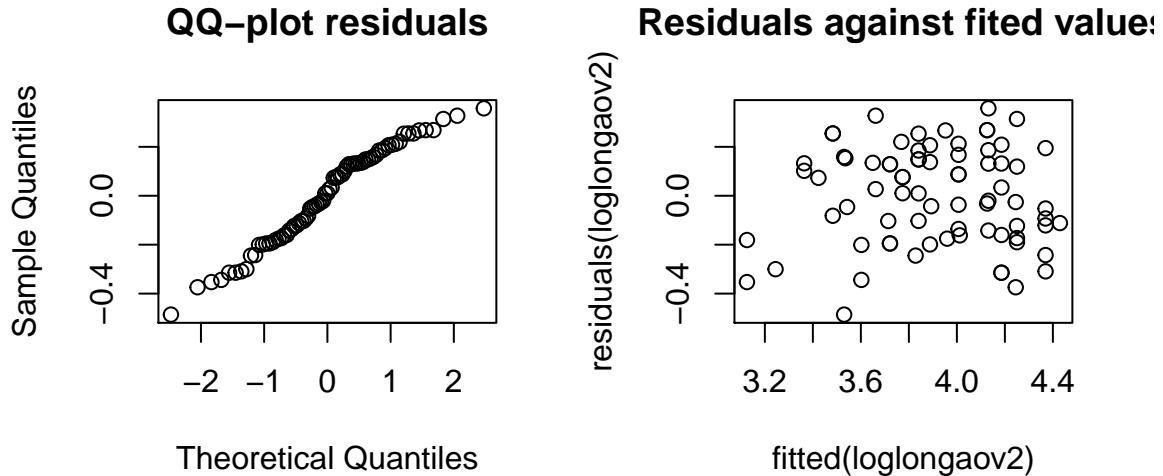 QQ−plot residuals
Sample Quantiles
0.0
−0.4
−2 −1 0 1 2
Theoretical Quantiles
Residuals against fited values
residuals(loglongaov2)
0.0
−0.4
3.2 3.6 4.0 4.4
fitted(loglongaov2)